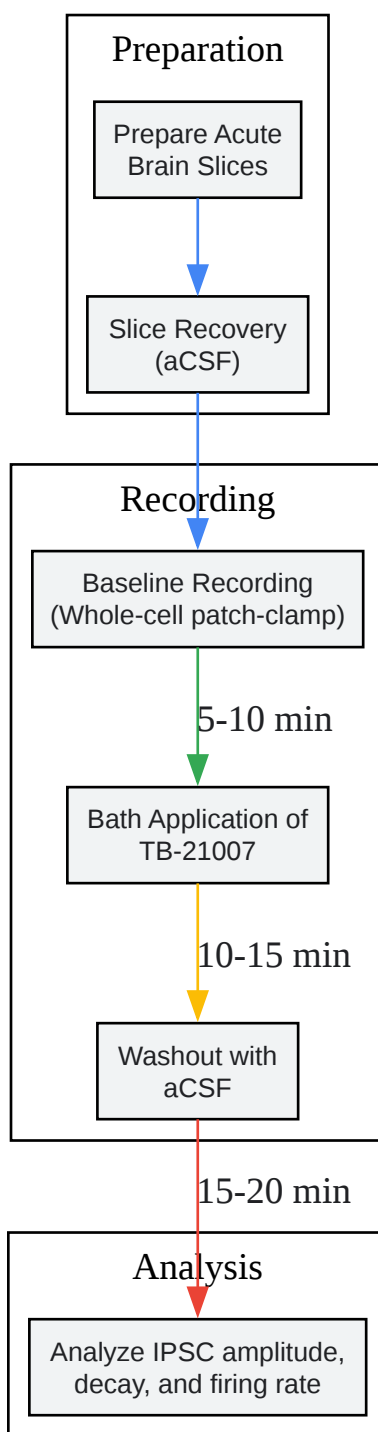 Preparation
Prepare Acute
Brain Slices
Slice Recovery
(aCSF)
Recording
Baseline Recording
(Whole-cell patch-clamp)
5-10 min
Bath Application of
TB-21007
10-15 min
Washout with
aCSF
15-20 min
Analysis
Analyze IPSC amplitude,
decay, and firing rate